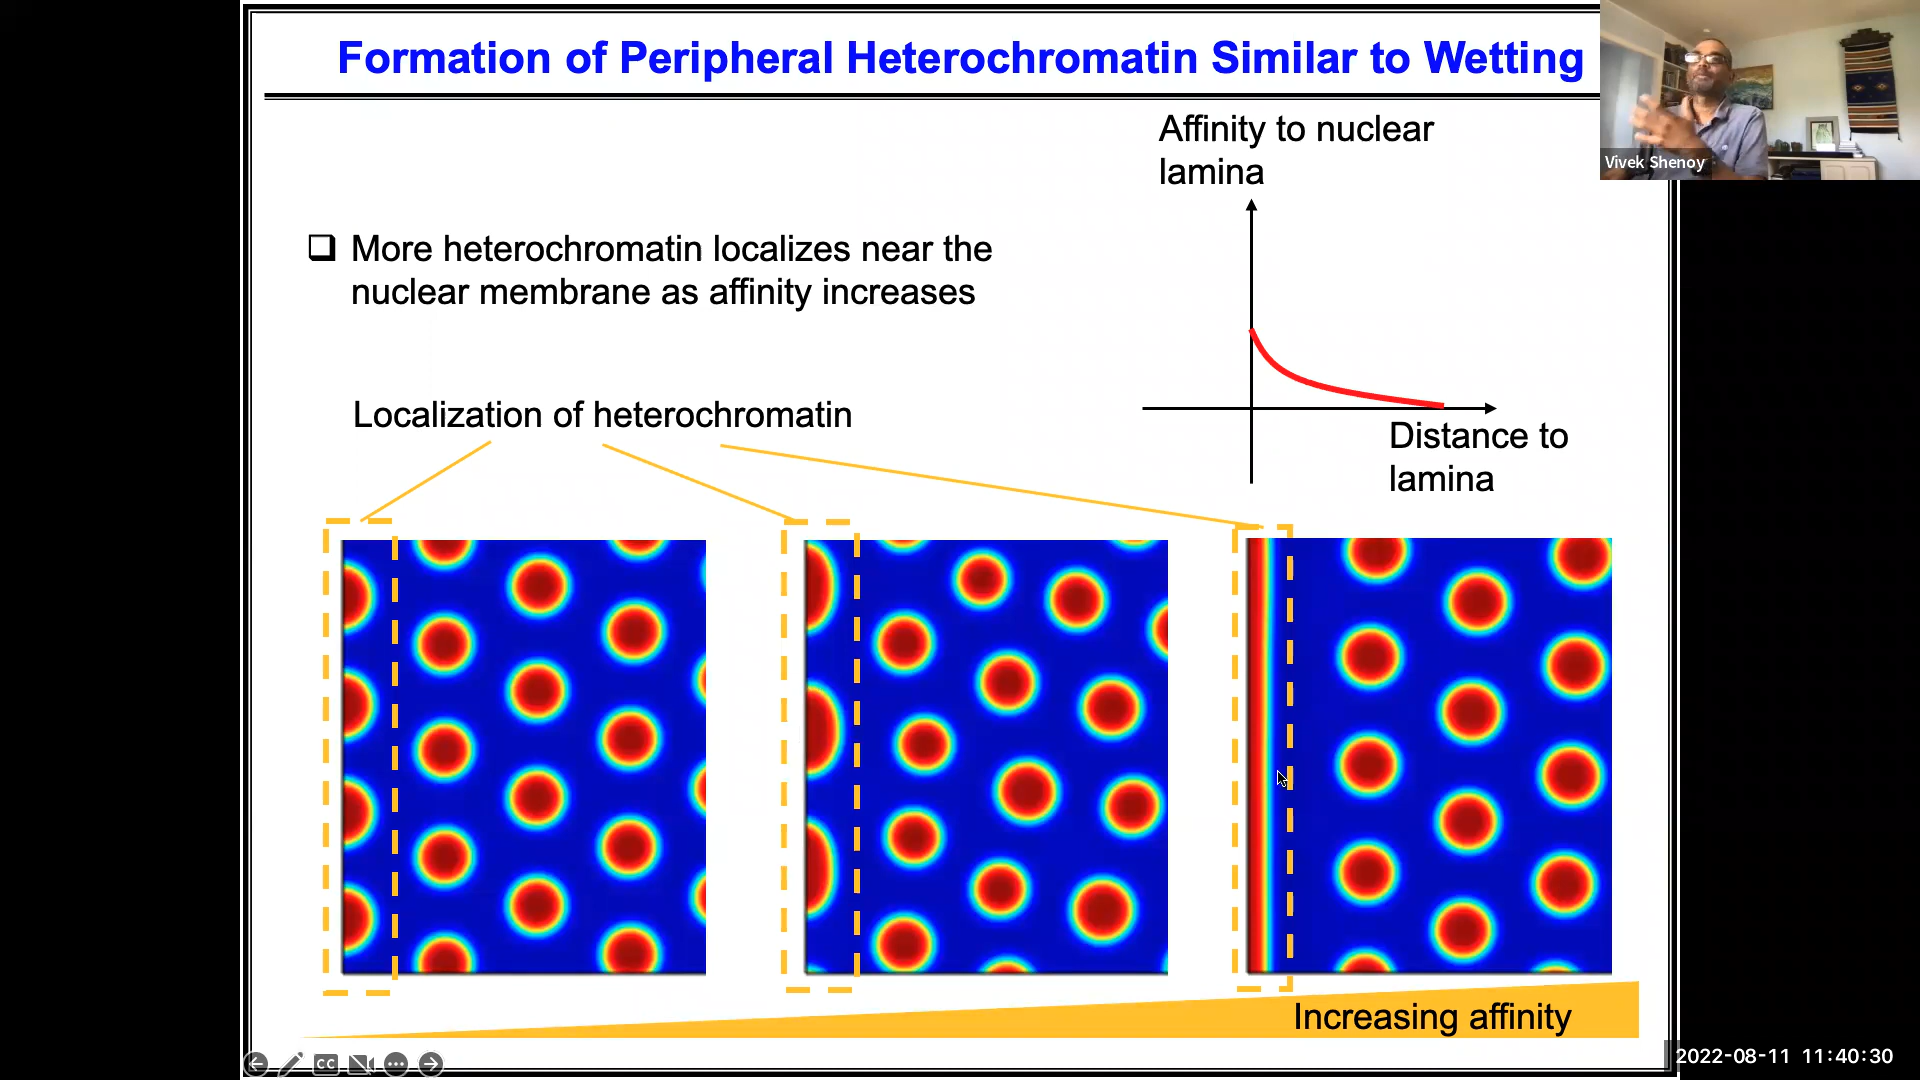 Formation of Peripheral Heterochromatin Similar to Wetting
Vivek Shenoy
Affinity to nuclear
lamina
More heterochromatin localizes near the
nuclear membrane as affinity increases
Localization of heterochromatin
Distance to
lamina
Increasing affinity
CC
2022-08-11 11:40:30